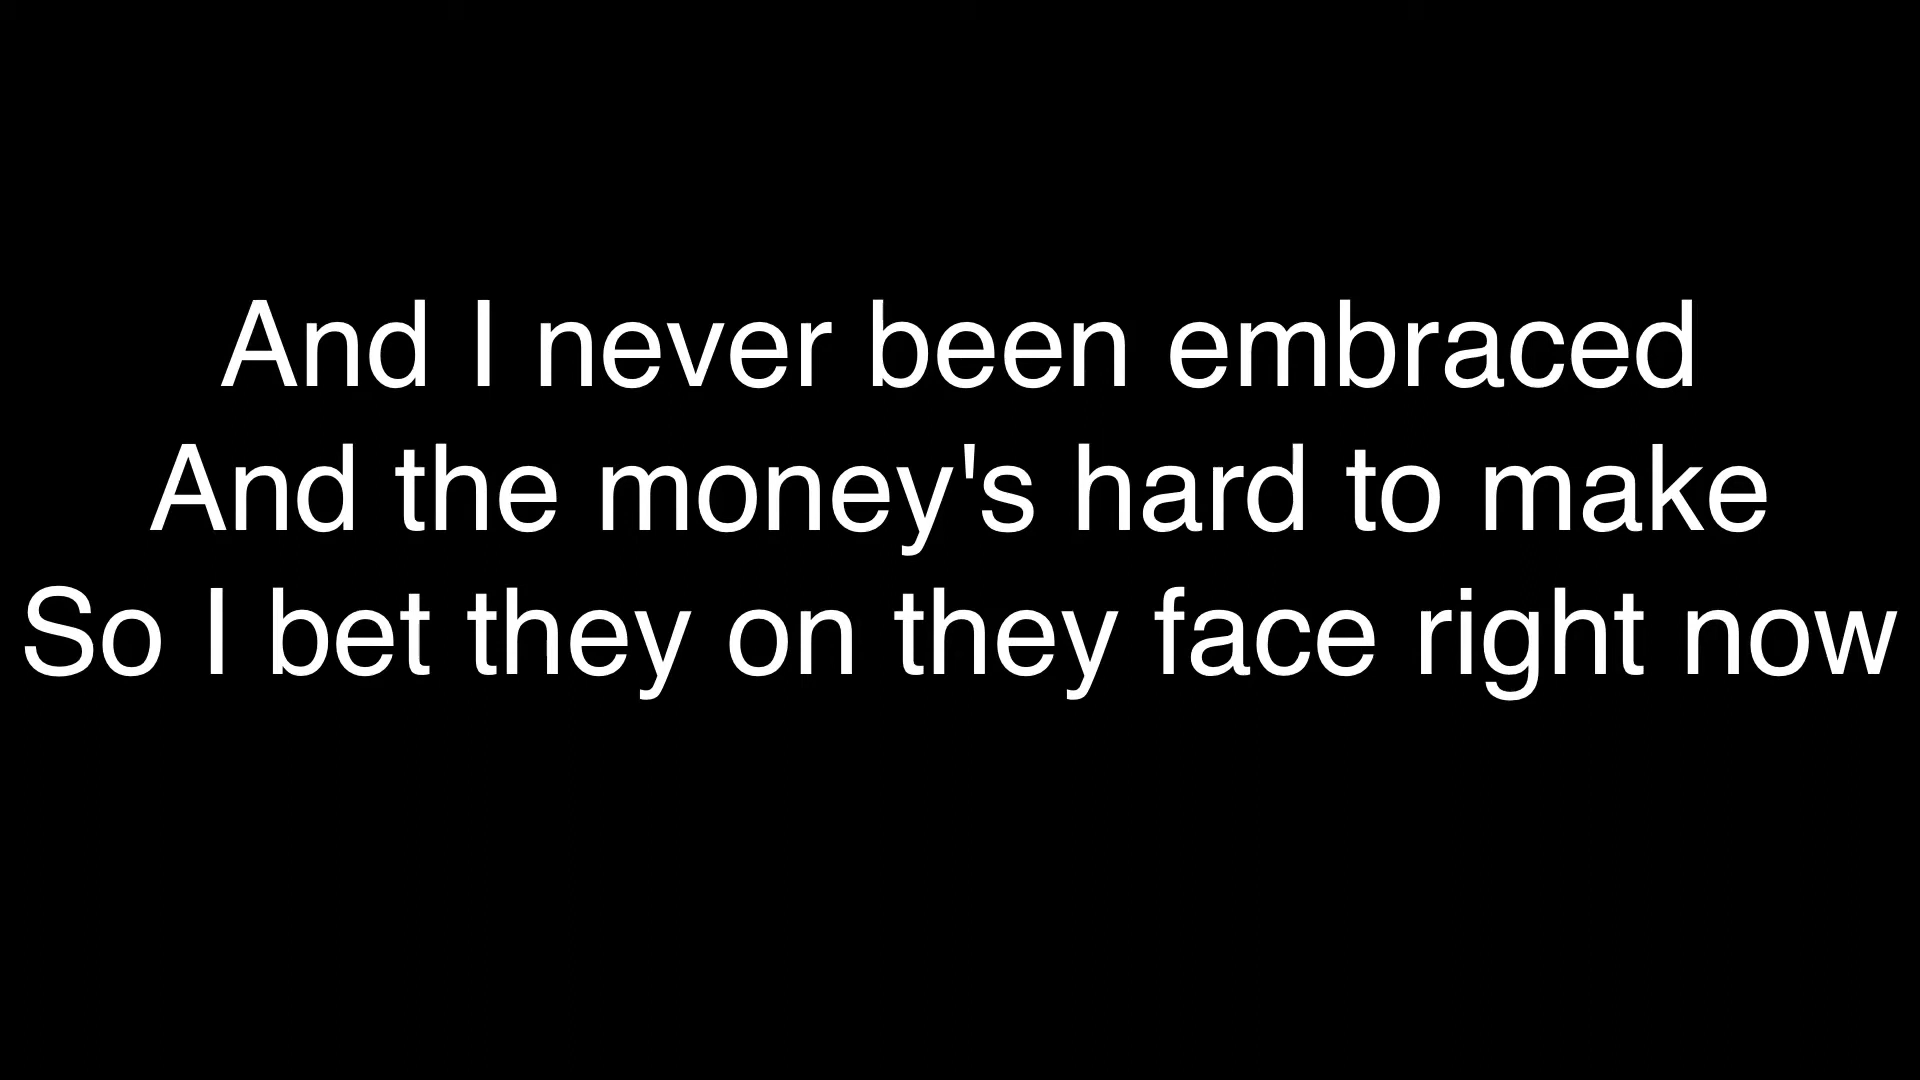 And I never been embraced
And the money's hard to make
So I bet they on they face right now